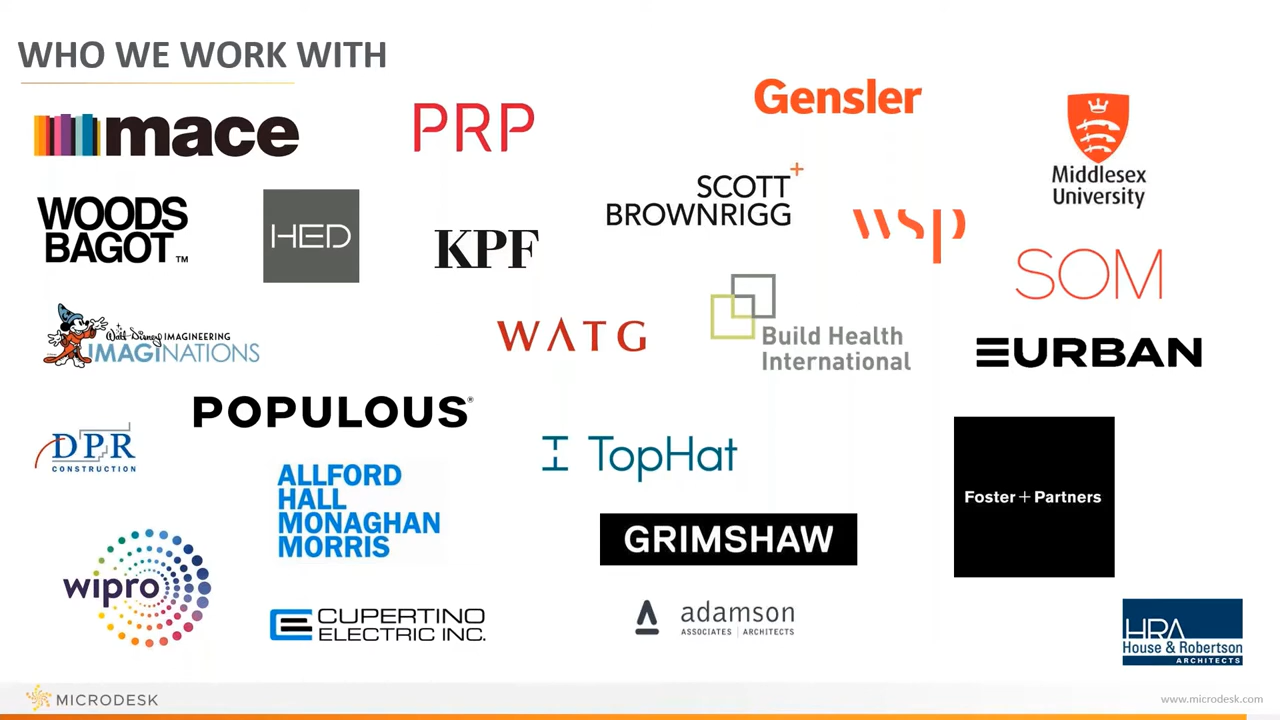 WHO WE WORK WITH
mace
PRP
Gensler
Middlesex
University
WOODS
BAGOT™
HED
KPF
SCOTT
BROWNRIGG
wsp
SOM
Walt Disney IMAGINEERING
IMAGINATIONS
WATG
Build Health
International
EURBAN
POPULOUS®
DPR
CONSTRUCTION
ALLFORD
HALL
MONAGHAN
MORRIS
TopHat
GRIMSHAW
Foster + Partners
wipro
CUPERTINO
ELECTRIC INC.
adamson
ASSOCIATES | ARCHITECTS
HRA
House & Robertson
ARCHITECTS
MICRODESK
www.microdesk.com